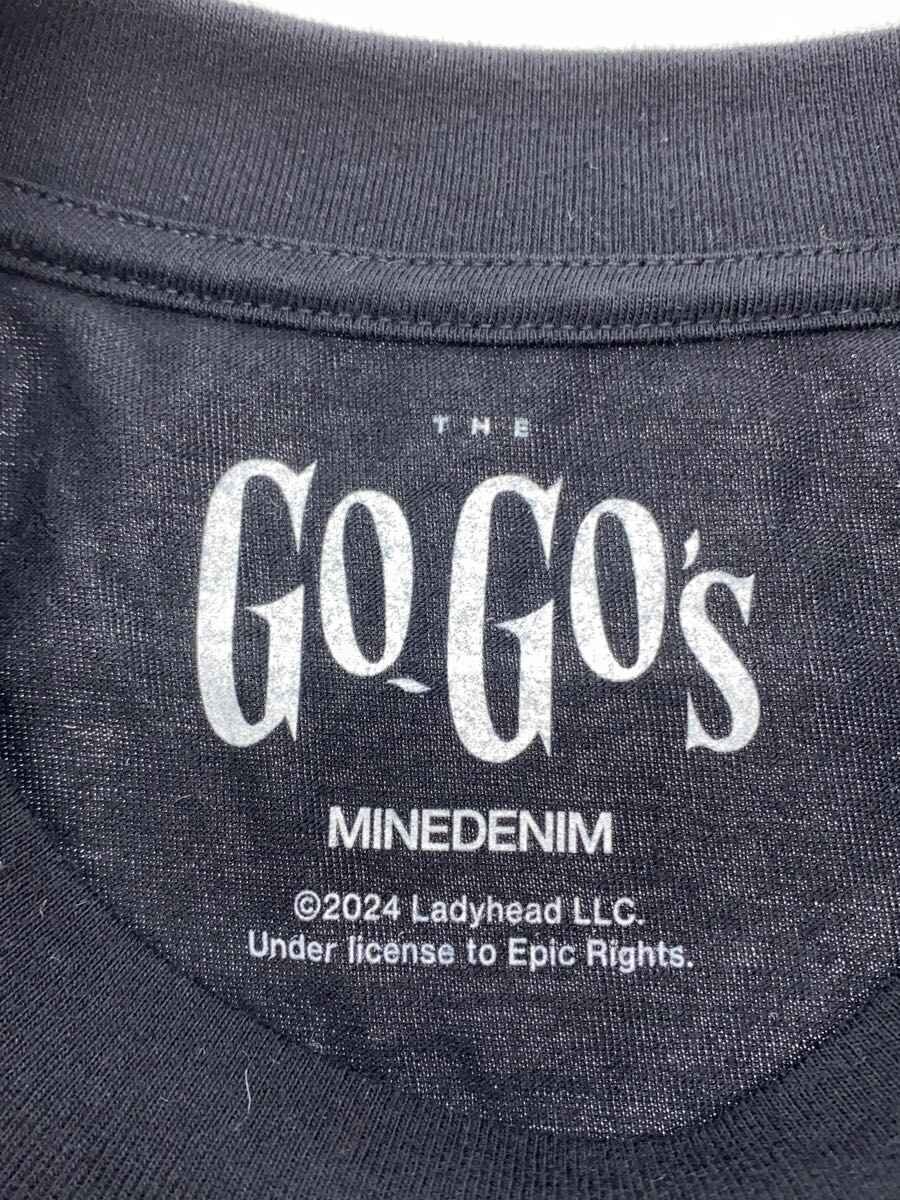 THE
Go-Go's
MINEDENIM
©2024 Ladyhead LLC.
Under license to Epic Rights.